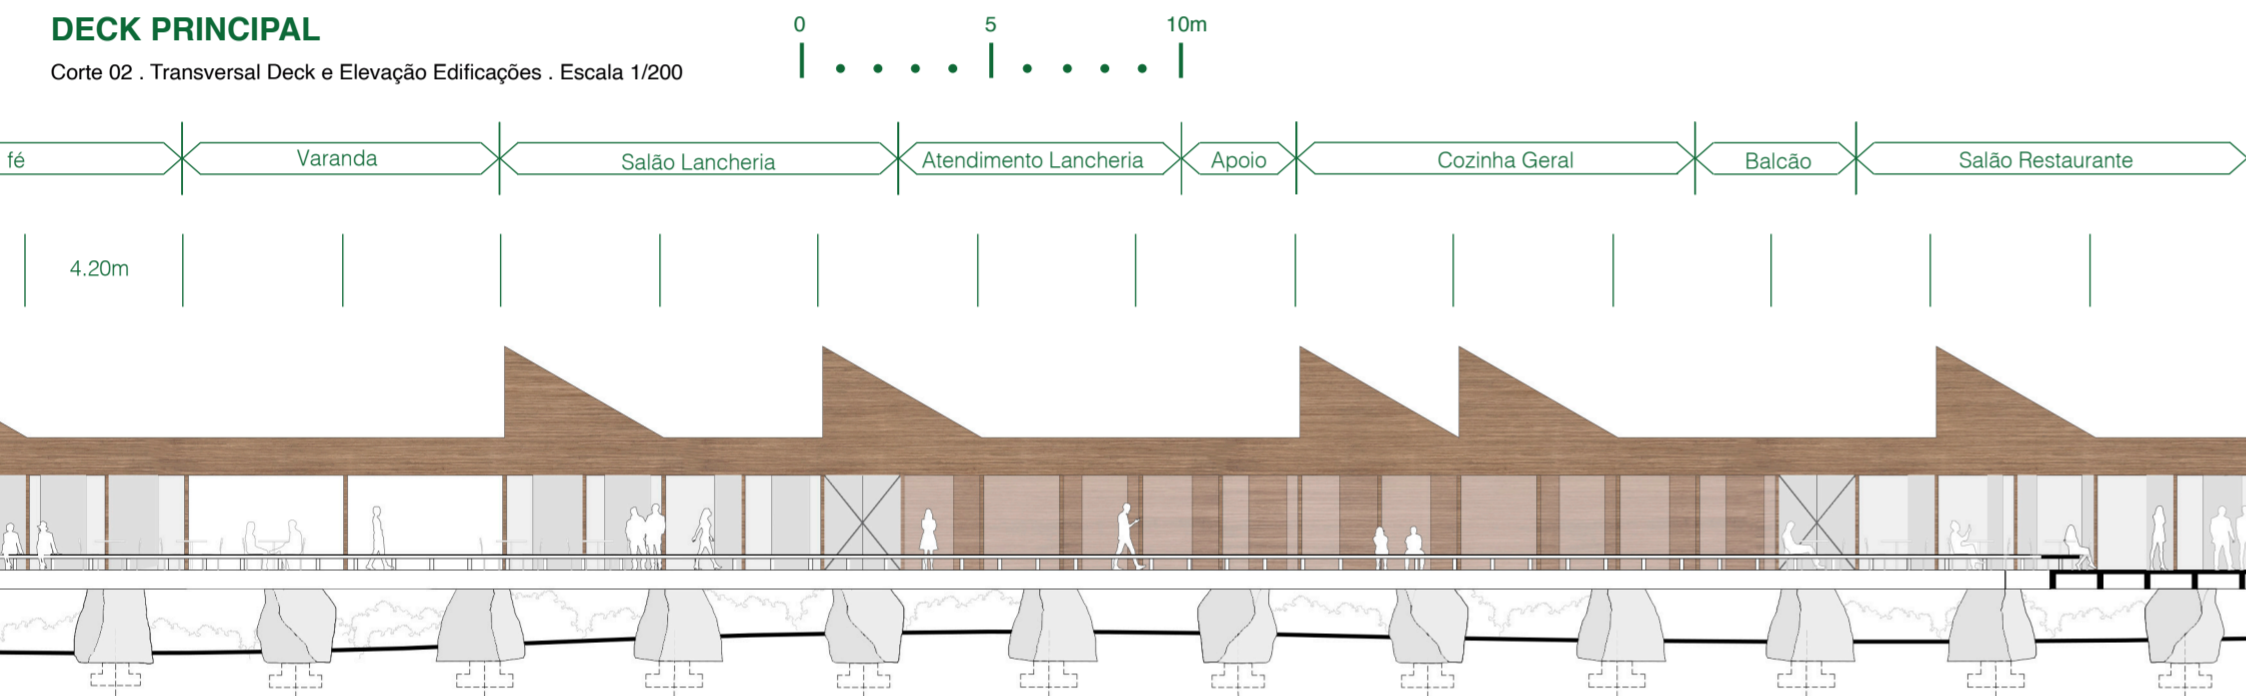 DECK PRINCIPAL
Corte 02 . Transversal Deck e Elevação Edificações . Escala 1/200
0 5 10m
fé Varanda Salão Lancheria Atendimento Lancheria Apoio Cozinha Geral Balcão Salão Restaurante
4.20m